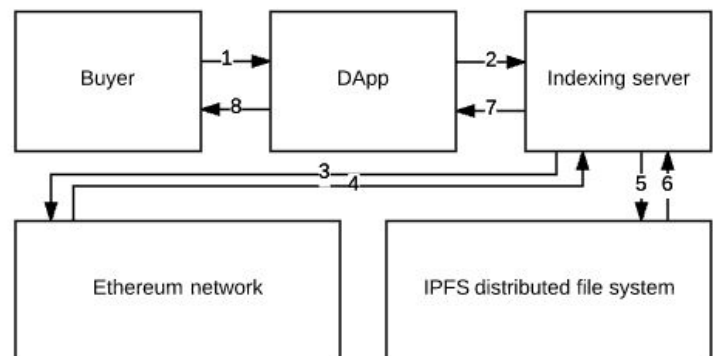 Buyer
1
DApp
2
Indexing server
8
7
3
4
5
6
Ethereum network
IPFS distributed file system